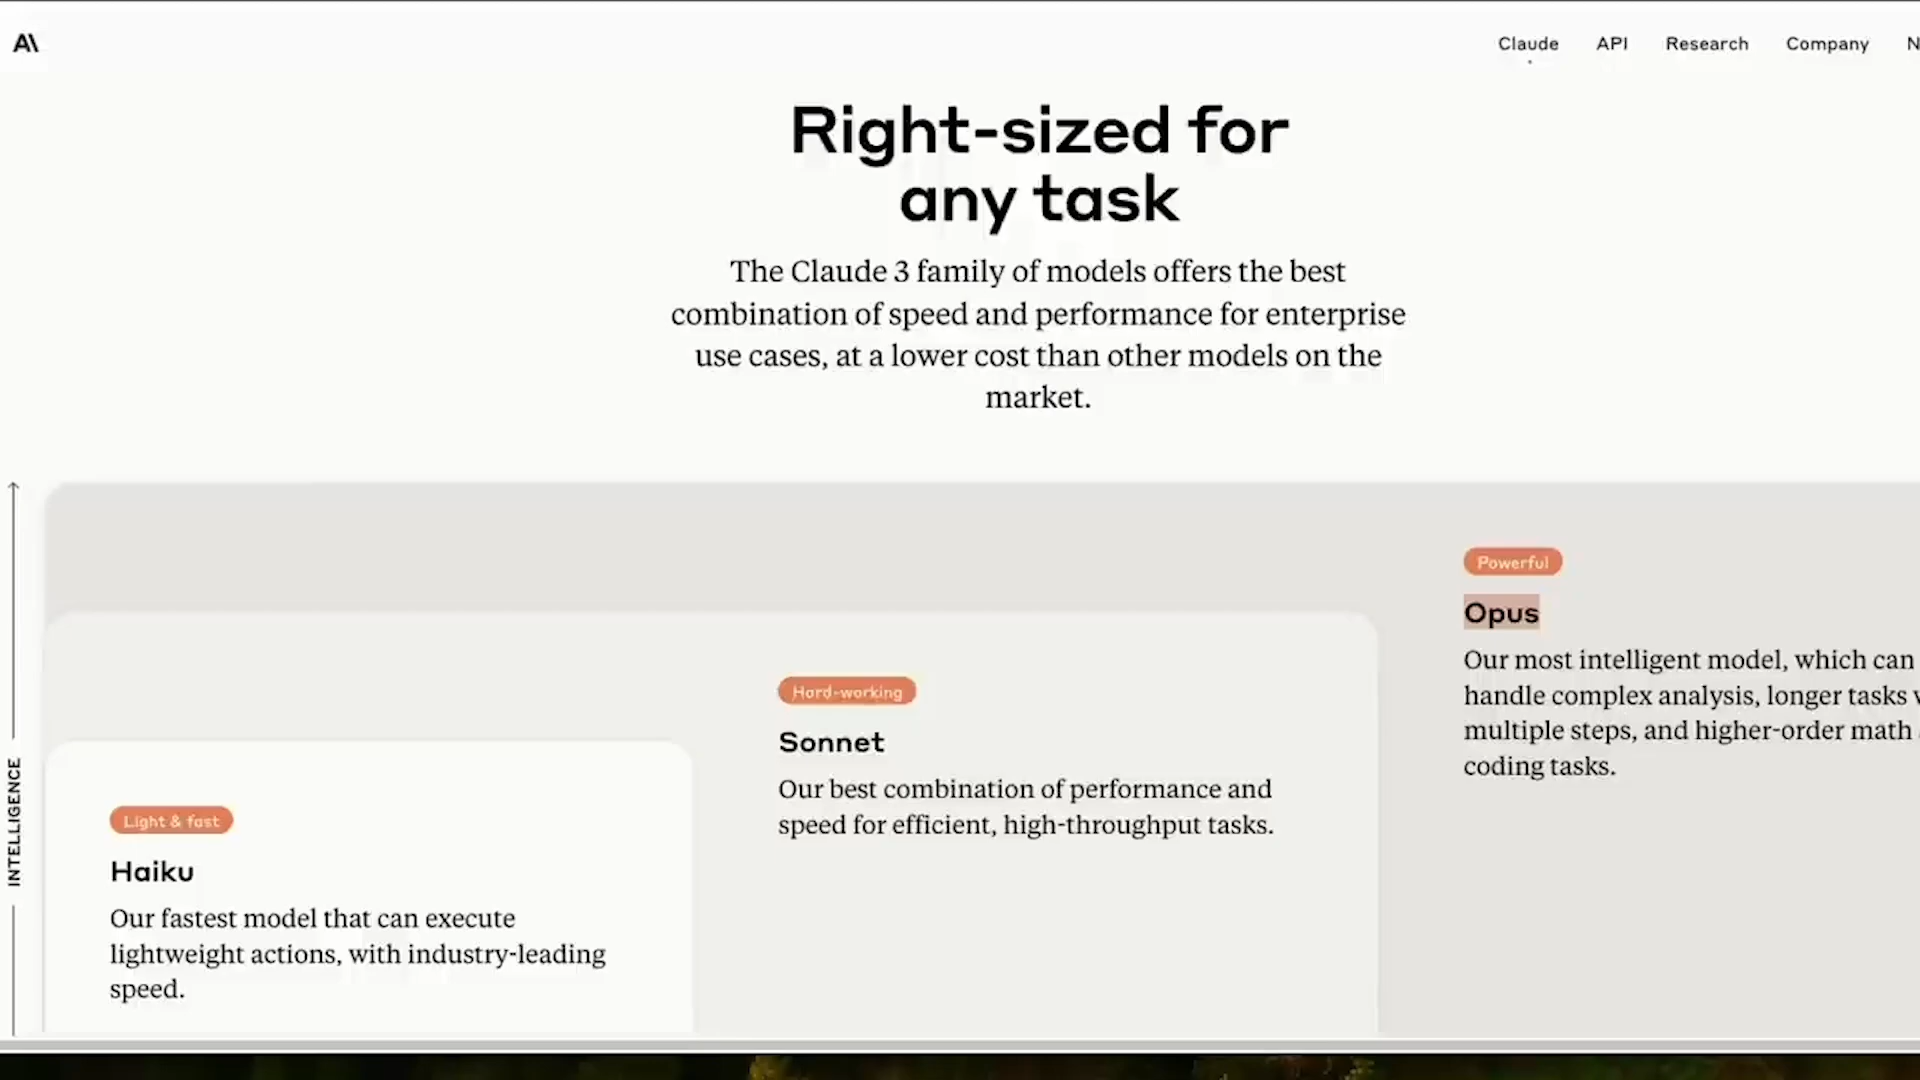 A\
Claude API Research Company
Right-sized for
any task
The Claude 3 family of models offers the best
combination of speed and performance for enterprise
use cases, at a lower cost than other models on the
market.
Powerful
Opus
Our most intelligent model, which can
handle complex analysis, longer tasks
multiple steps, and higher-order math
coding tasks.
Hard-working
Sonnet
Our best combination of performance and
speed for efficient, high-throughput tasks.
Light & fast
Haiku
Our fastest model that can execute
lightweight actions, with industry-leading
speed.
INTELLIGENCE